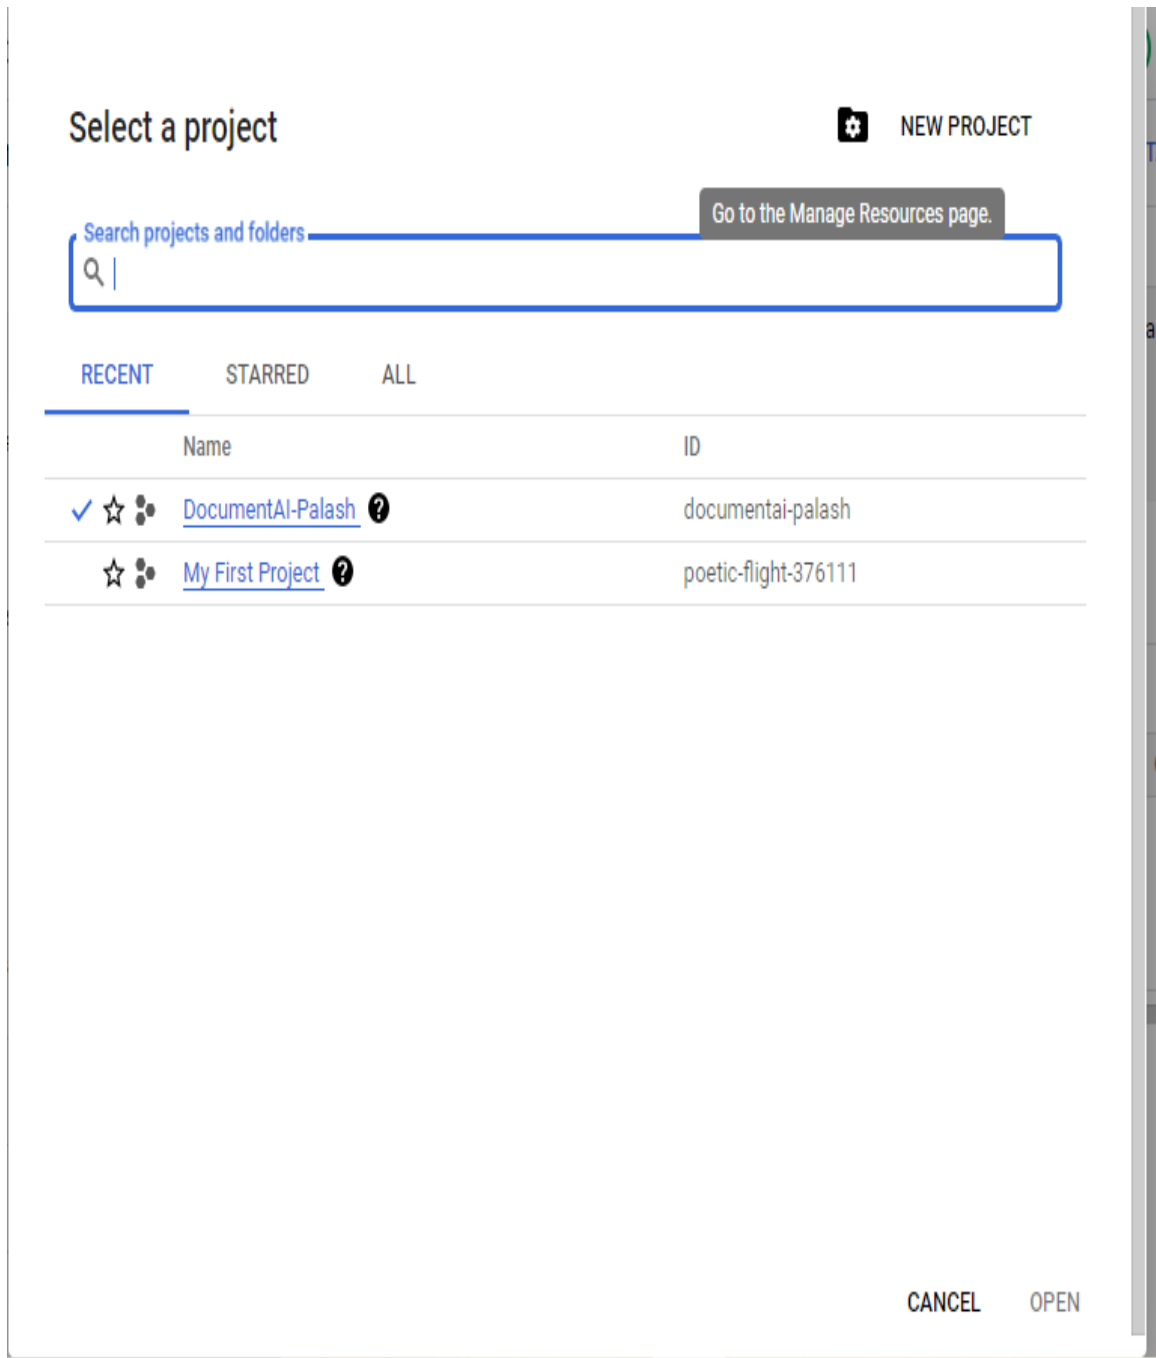 Select a project
NEW PROJECT
Go to the Manage Resources page.
Search projects and folders
RECENT STARRED ALL
Name ID
DocumentAI-Palash documentai-palash
My First Project poetic-flight-376111
CANCEL OPEN